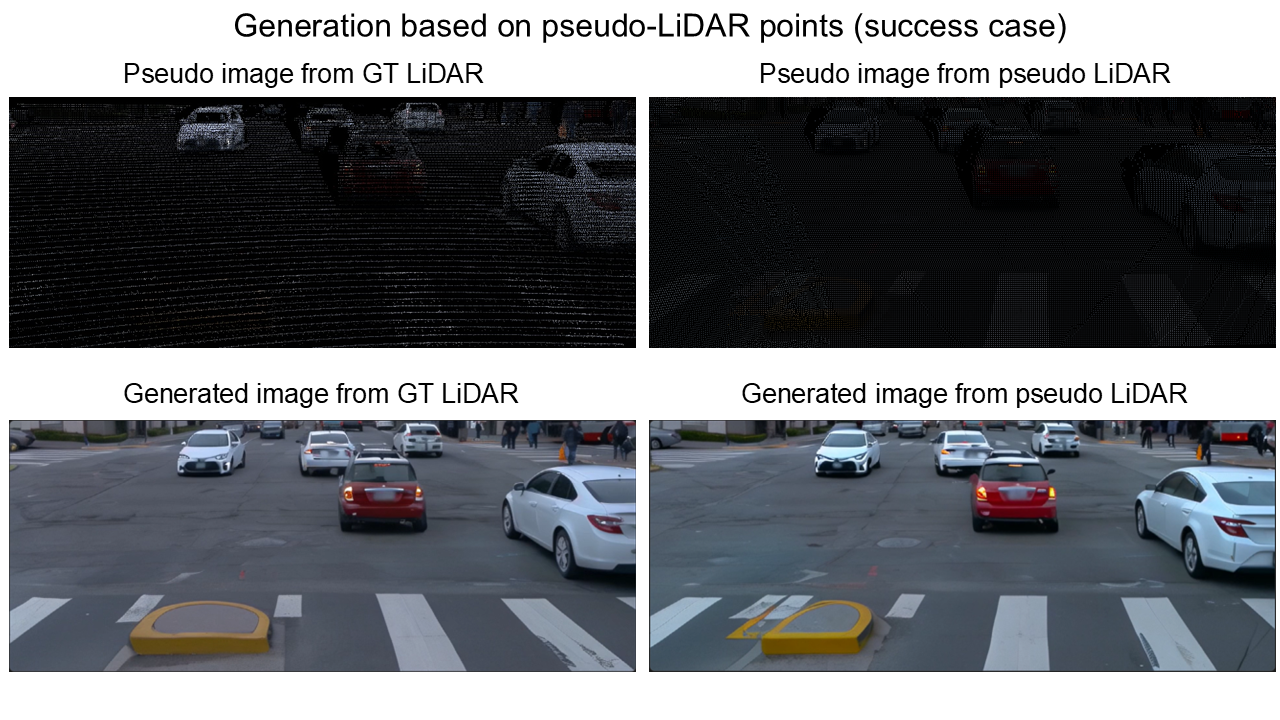 Generation based on pseudo-LiDAR points (success case)
Pseudo image from GT LiDAR
Pseudo image from pseudo LiDAR
Generated image from GT LiDAR
Generated image from pseudo LiDAR